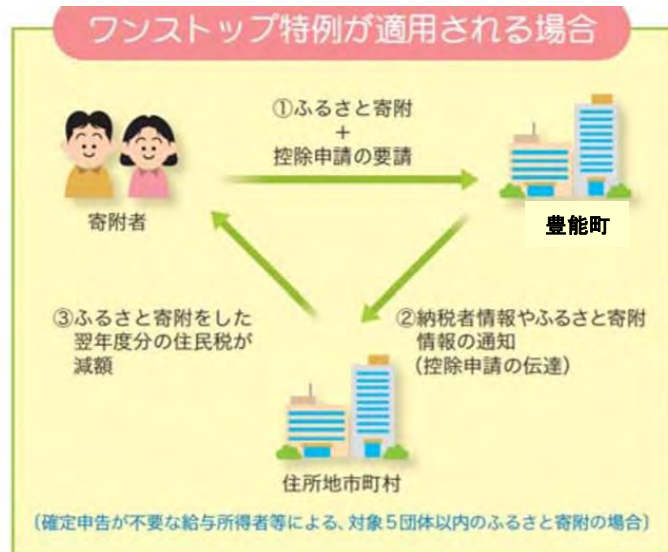 ワンストップ特例が適用される場合
①ふるさと寄附
+
控除申請の要請
寄附者
豊能町
③ふるさと寄附をした
翌年度分の住民税が
減額
②納税者情報やふるさと寄附
情報の通知
(控除申請の伝達)
住所地市町村
〔確定申告が不要な給与所得者等による、対象5団体以内のふるさと寄附の場合〕